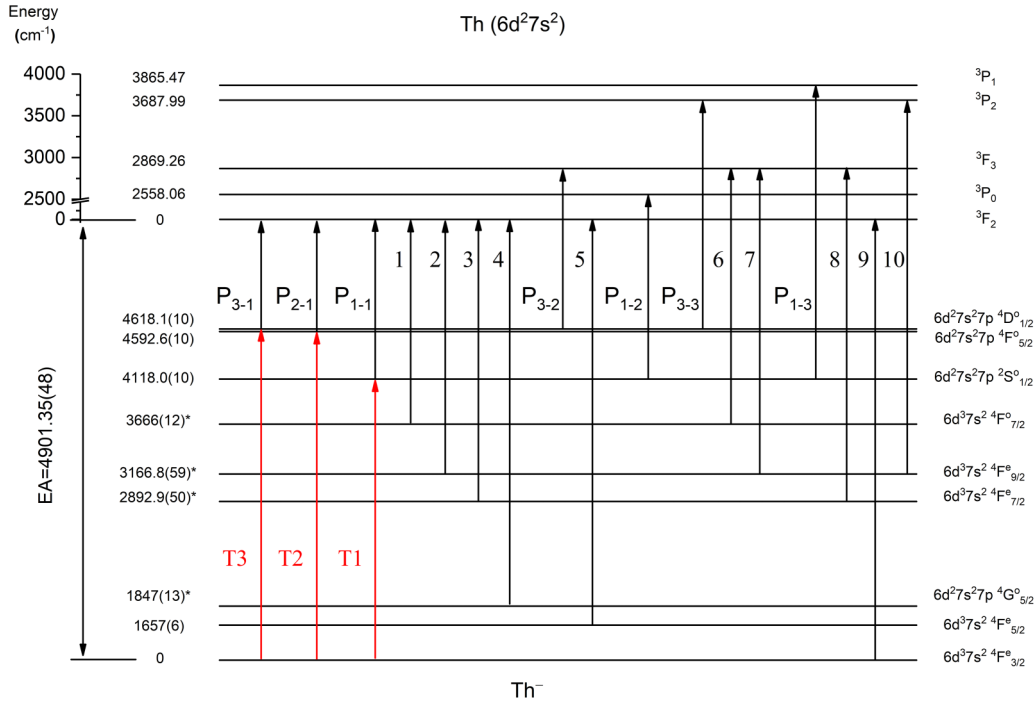 Energy
(cm⁻¹)
Th (6d²7s²)
4000
3500
3000
2500
0
3865.47
3687.99
2869.26
2558.06
0
³P₁
³P₂
³F₃
³P₀
³F₂
1
2
3
4
5
6
7
8
9
10
P₃₋₁
P₂₋₁
P₁₋₁
P₃₋₂
P₁₋₂
P₃₋₃
P₁₋₃
EA=4901.35(48)
4618.1(10)
6d²7s²7p ⁴Dᵒ₁/₂
4592.6(10)
6d²7s²7p ⁴Fᵒ₅/₂
4118.0(10)
6d²7s²7p ²Sᵒ₁/₂
3666(12)*
6d³7s² ⁴Fᵒ₇/₂
3166.8(59)*
6d³7s² ⁴Fᵉ₉/₂
2892.9(50)*
6d³7s² ⁴Fᵉ₇/₂
T3
T2
T1
1847(13)*
6d²7s²7p ⁴Gᵒ₅/₂
1657(6)
6d³7s² ⁴Fᵉ₅/₂
0
6d³7s² ⁴Fᵉ₃/₂
Th⁻